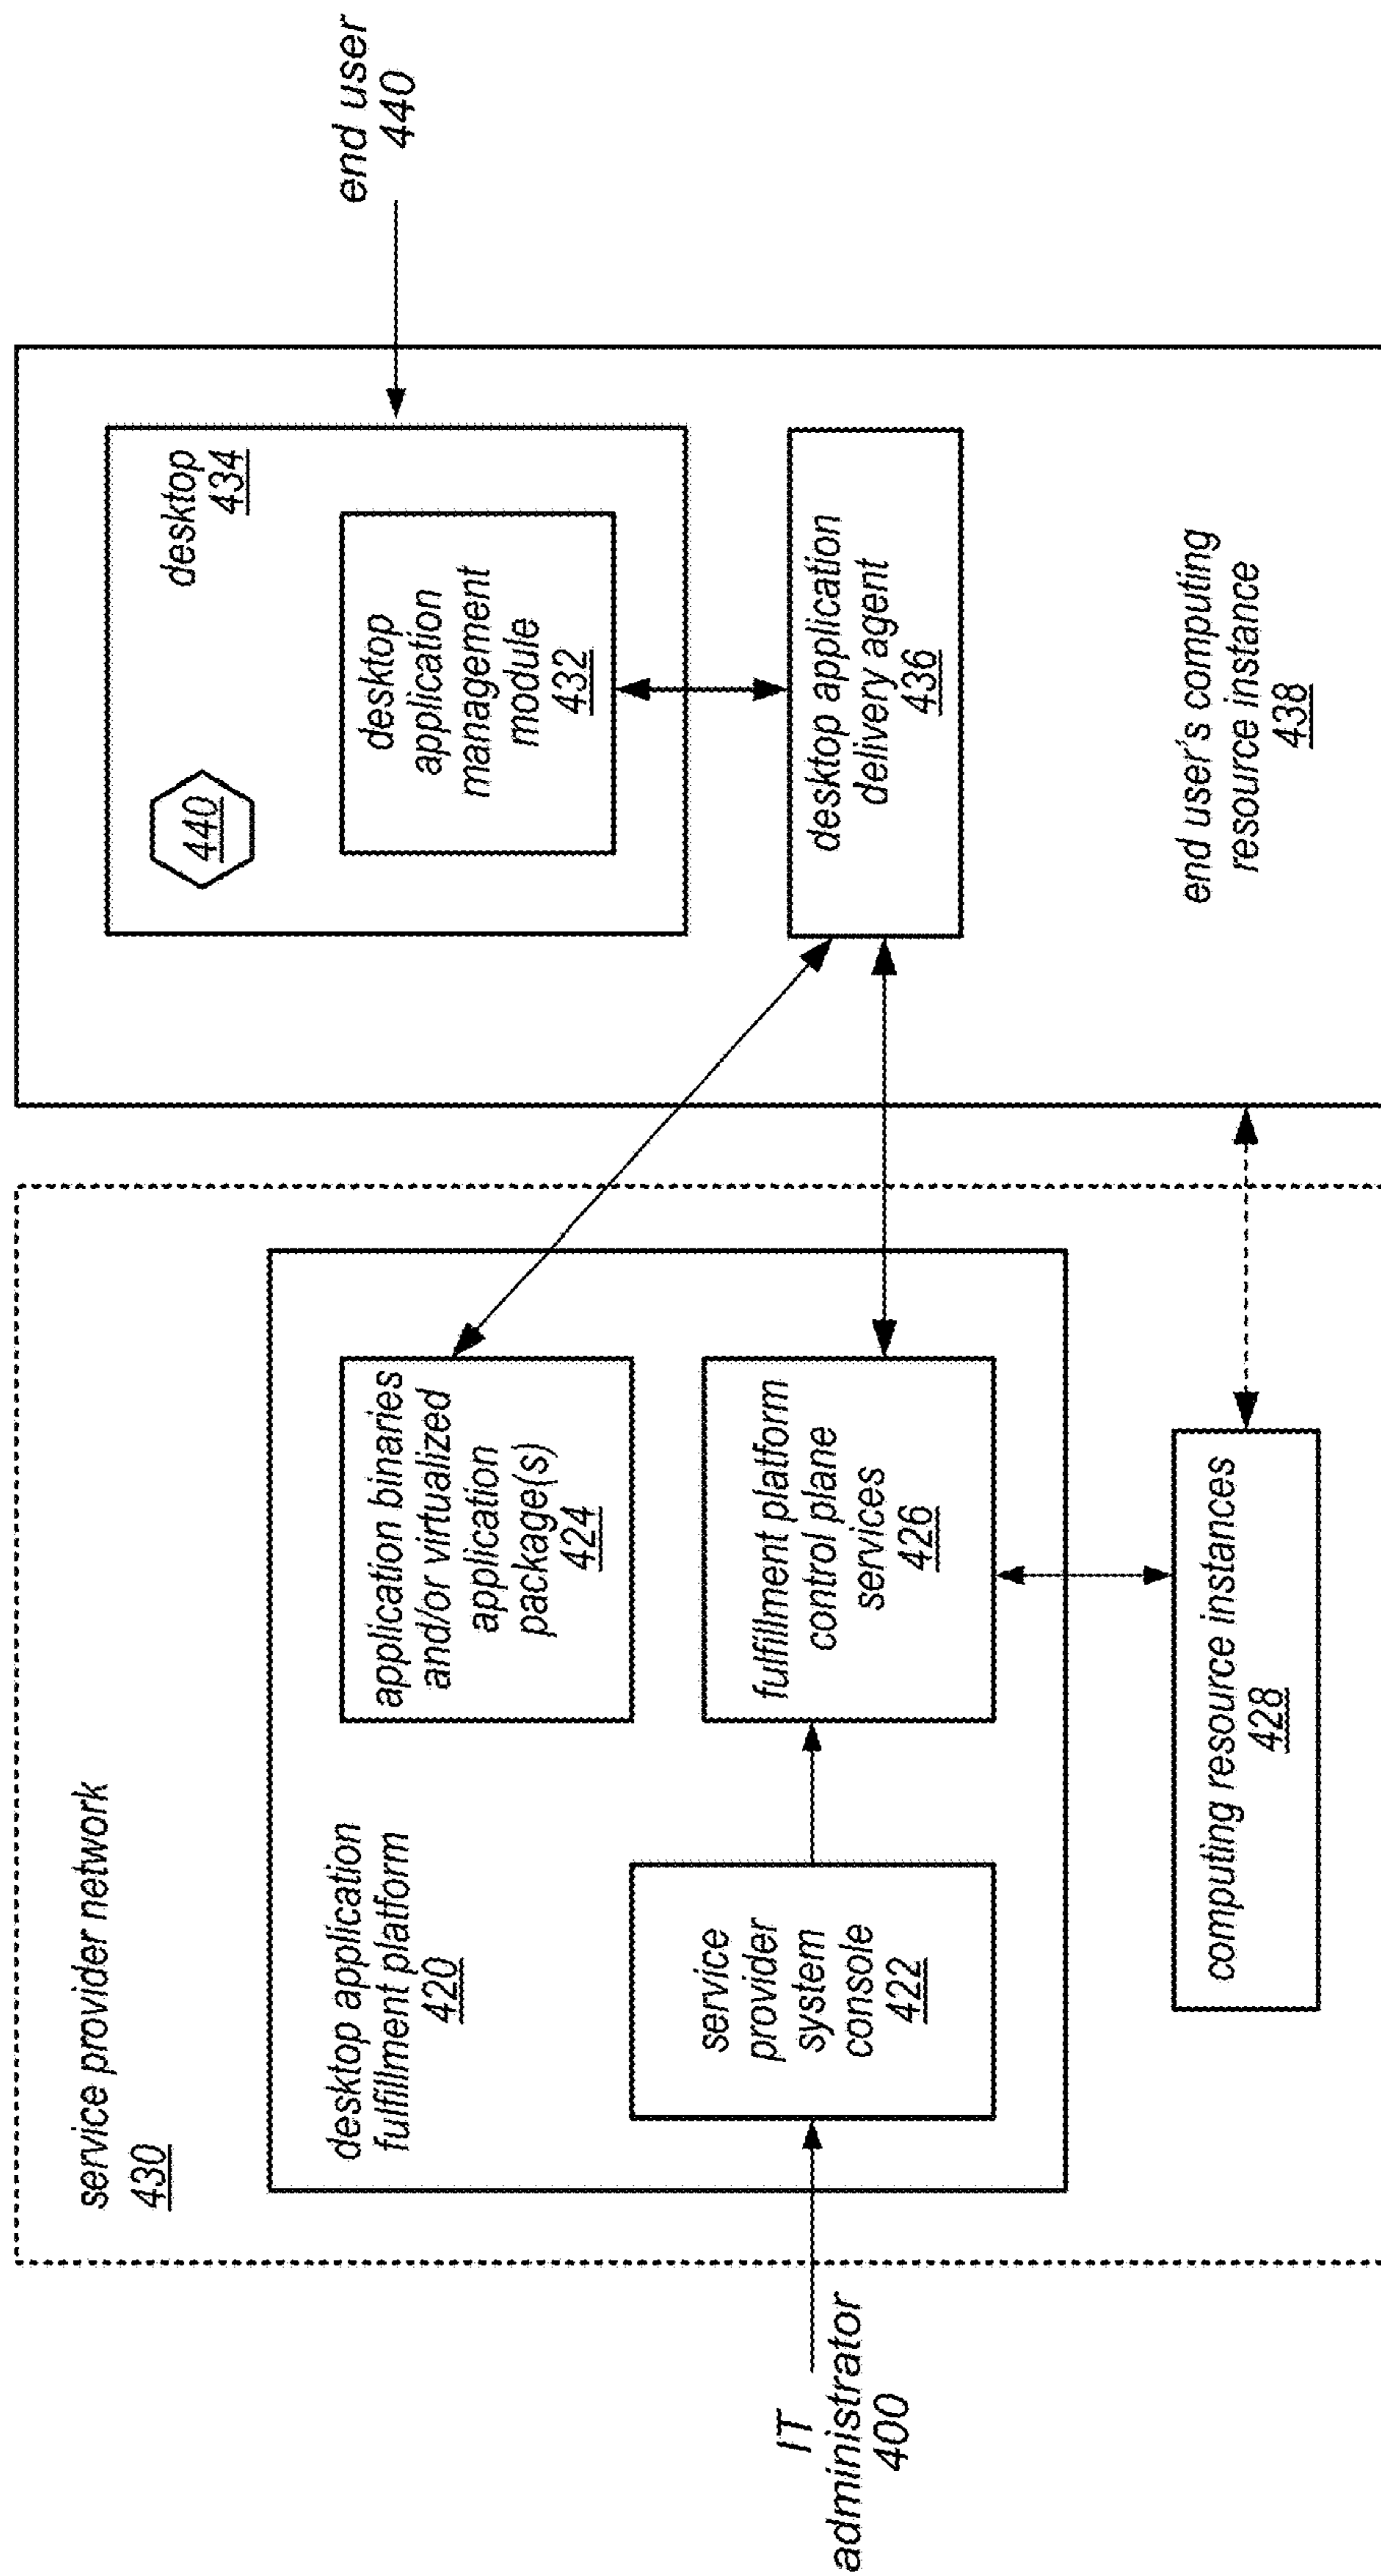 service provider network
430
desktop application
fulfillment platform
420
service
provider
system
console
422
application binaries
and/or virtualized
application
package(s)
424
fulfillment platform
control plane
services
426
computing resource instances
428
IT
administrator
400
440
desktop
434
desktop
application
management
module
432
desktop application
delivery agent
436
end user's computing
resource instance
438
end user
440